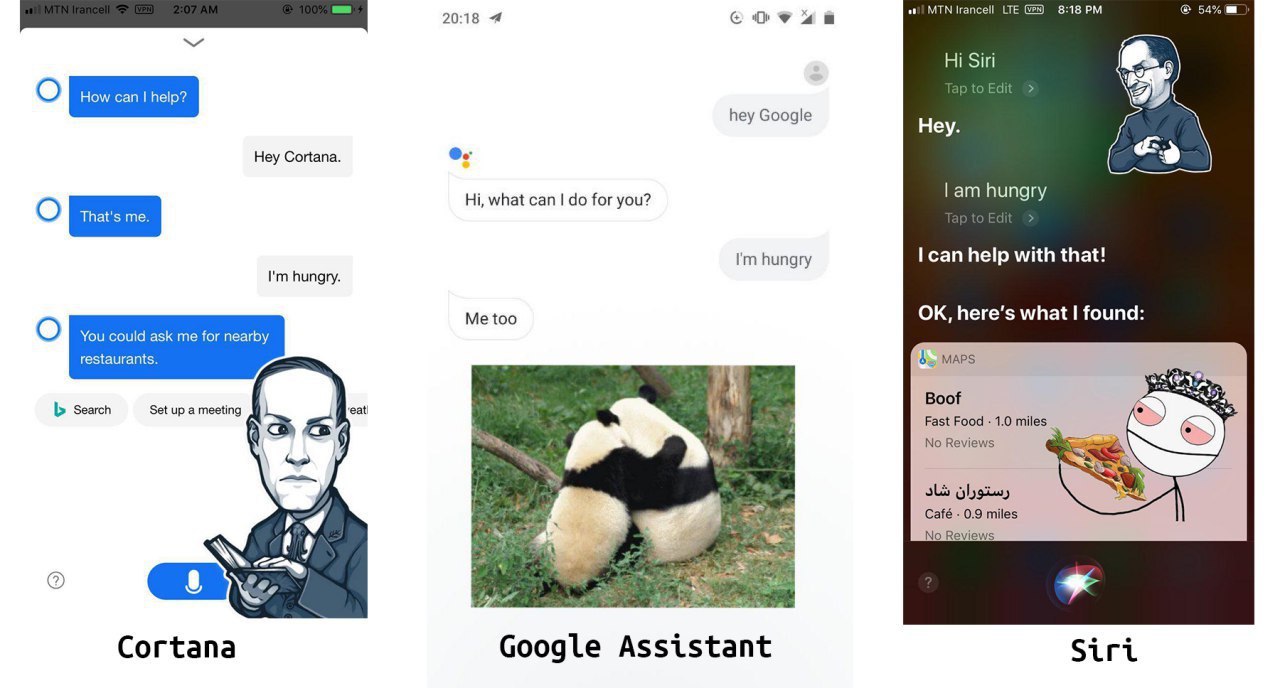 MTN Irancell VPN 2:07 AM 100%
How can I help?
Hey Cortana.
That's me.
I'm hungry.
You could ask me for nearby
restaurants.
Search
Set up a meeting
?
Cortana
20:18
hey Google
Hi, what can I do for you?
I'm hungry
Me too
Google Assistant
MTN Irancell LTE VPN 8:18 PM 54%
Hi Siri
Tap to Edit
Hey.
I am hungry
Tap to Edit
I can help with that!
OK, here's what I found:
MAPS
Boof
Fast Food · 1.0 miles
No Reviews
رستوران شاد
Café · 0.9 miles
No Reviews
?
Siri